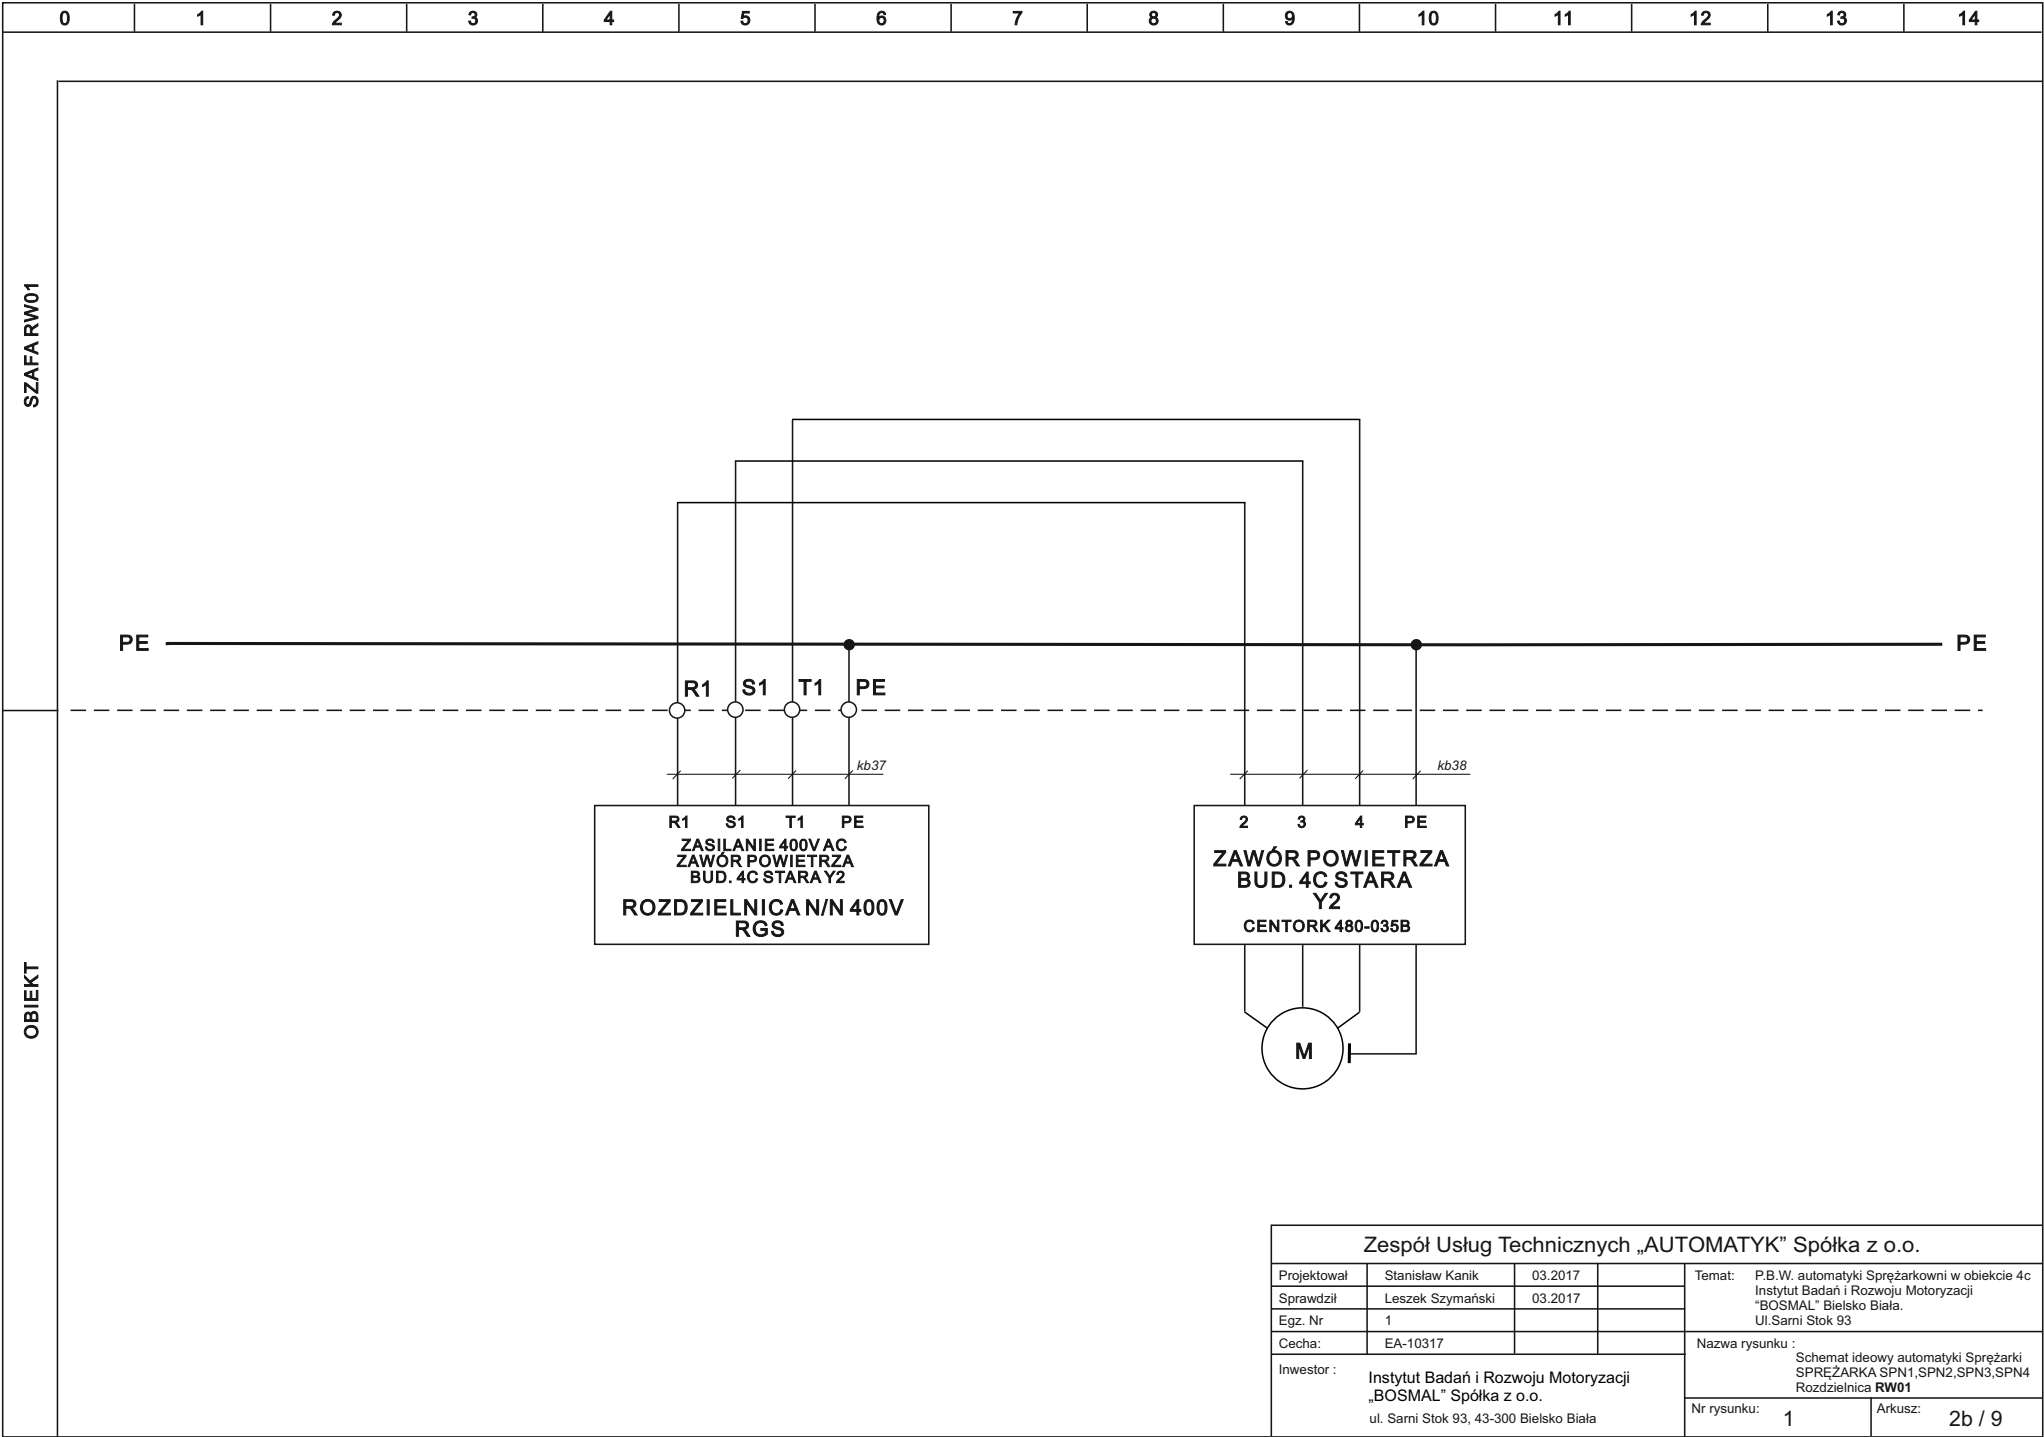 0 1 2 3 4 5 6 7 8 9 10 11 12 13 14
SZAFA RW01
PE
PE
R1 S1 T1 PE
kb37
kb38
R1 S1 T1 PE
ZASILANIE 400V AC
ZAWÓR POWIETRZA
BUD. 4C STARA Y2
ROZDZIELNICA N/N 400V
RGS
2 3 4 PE
ZAWÓR POWIETRZA
BUD. 4C STARA
Y2
CENTORK 480-035B
M
OBIEKT
Zespół Usług Technicznych „AUTOMATYK” Spółka z o.o.
Projektował Stanisław Kanik 03.2017
Sprawdził Leszek Szymański 03.2017
Egz. Nr 1
Cecha: EA-10317
Inwestor : Instytut Badań i Rozwoju Motoryzacji
„BOSMAL” Spółka z o.o.
ul. Sarni Stok 93, 43-300 Bielsko Biała
Temat: P.B.W. automatyki Sprężarkowni w obiekcie 4c
Instytut Badań i Rozwoju Motoryzacji
“BOSMAL” Bielsko Biała.
Ul.Sarni Stok 93
Nazwa rysunku :
Schemat ideowy automatyki Sprężarki
SPRĘŻARKA SPN1,SPN2,SPN3,SPN4
Rozdzielnica RW01
Nr rysunku: 1 Arkusz: 2b / 9